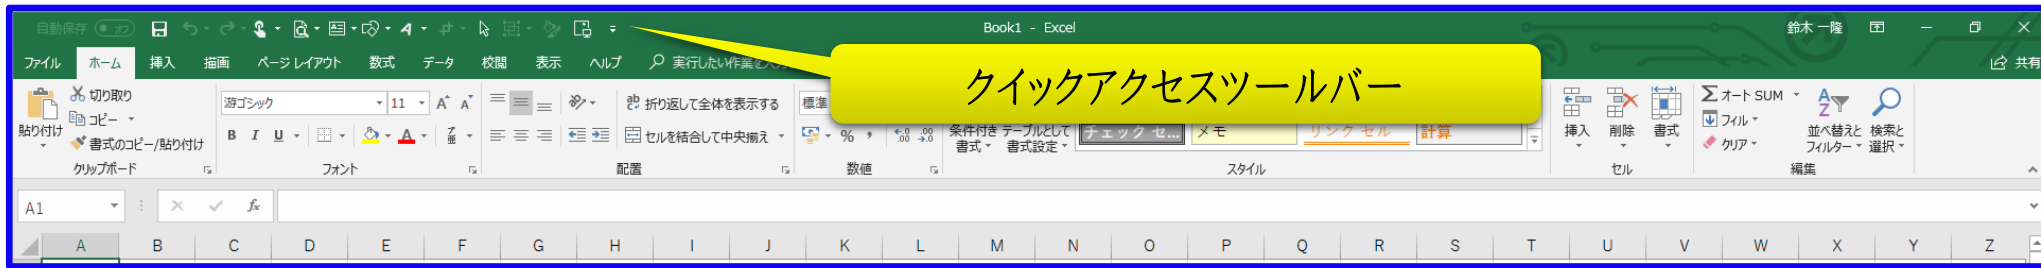 自動保存 オフ Book1 - Excel 鈴木 一隆
ファイル ホーム 挿入 描画 ページ レイアウト 数式 データ 校閲 表示 ヘルプ 実行したい作業を入力 共有
クイックアクセスツールバー
貼り付け 切り取り コピー 書式のコピー/貼り付け
クリップボード
游ゴシック 11 A A
B I U A
フォント
ab 折り返して全体を表示する
セルを結合して中央揃え
配置
標準
% , .00
数値
条件付き書式 テーブルとして書式設定 チェック セ... メモ リンク セル 計算
スタイル
挿入 削除 書式
セル
Σ オート SUM
フィル
クリア
並べ替えと フィルター 検索と 選択
編集
A1 fx
A B C D E F G H I J K L M N O P Q R S T U V W X Y Z